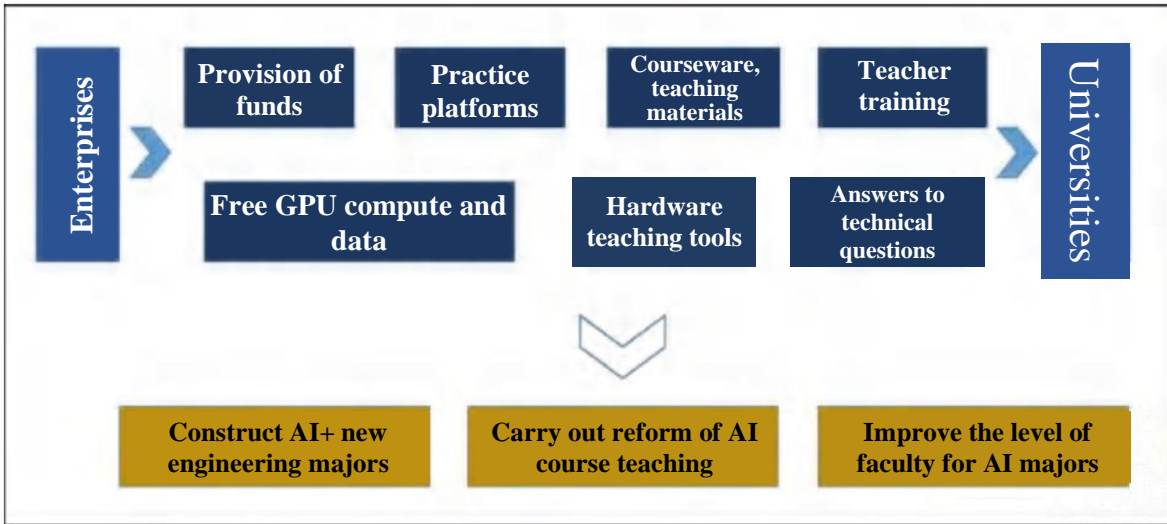 Enterprises
Provision of
funds
Practice
platforms
Courseware,
teaching
materials
Teacher
training
Free GPU compute and
data
Hardware
teaching tools
Answers to
technical
questions
Universities
Construct AI+ new
engineering majors
Carry out reform of AI
course teaching
Improve the level of
faculty for AI majors